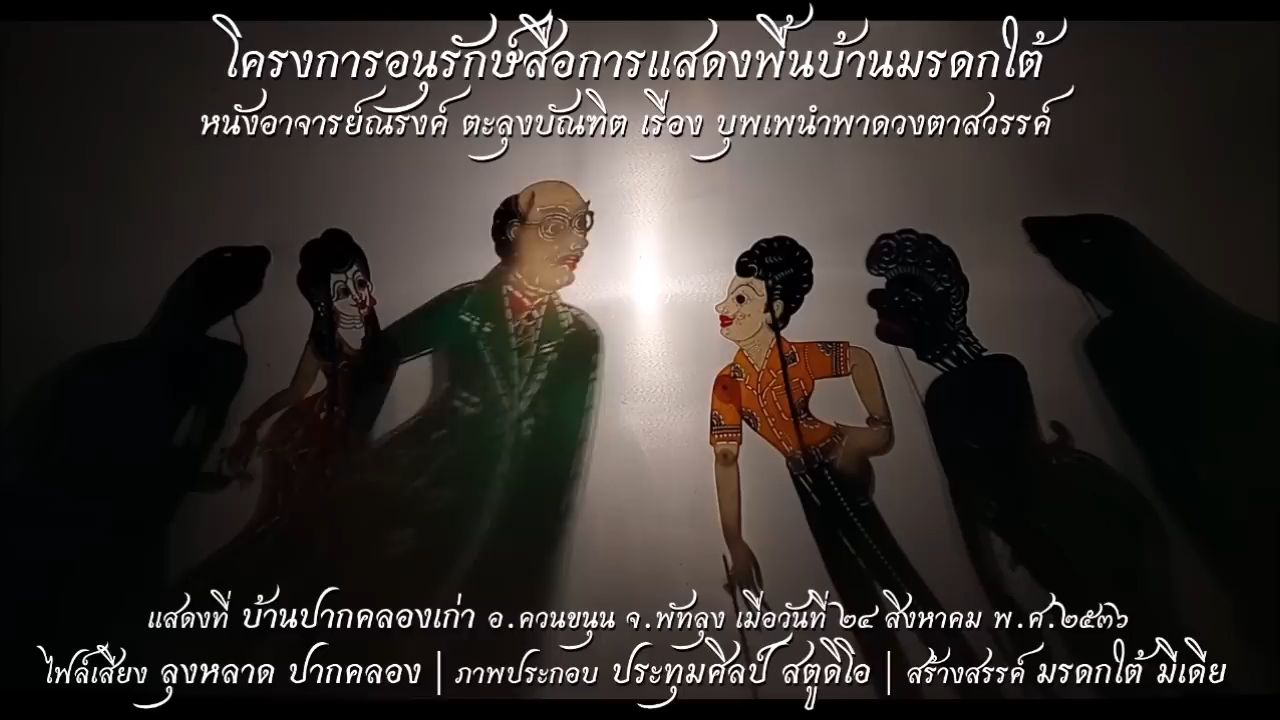 โครงการอนุรักษ์สื่อการแสดงพื้นบ้านมรดกใต้
หนังอาจารย์ณรงค์ ตะลุงบัณฑิต เรื่อง บุพเพนำพาดวงตาสวรรค์
แสดงที่ บ้านปากคลองเก่า อ.ควนขนุน จ.พัทลุง เมื่อวันที่ ๒๔ สิงหาคม พ.ศ.๒๕๓๖
ไฟล์เสียง ลุงหลาด ปากคลอง | ภาพประกอบ ประทุมศิลป์ สตูดิโอ | สร้างสรรค์ มรดกใต้ มีเดีย